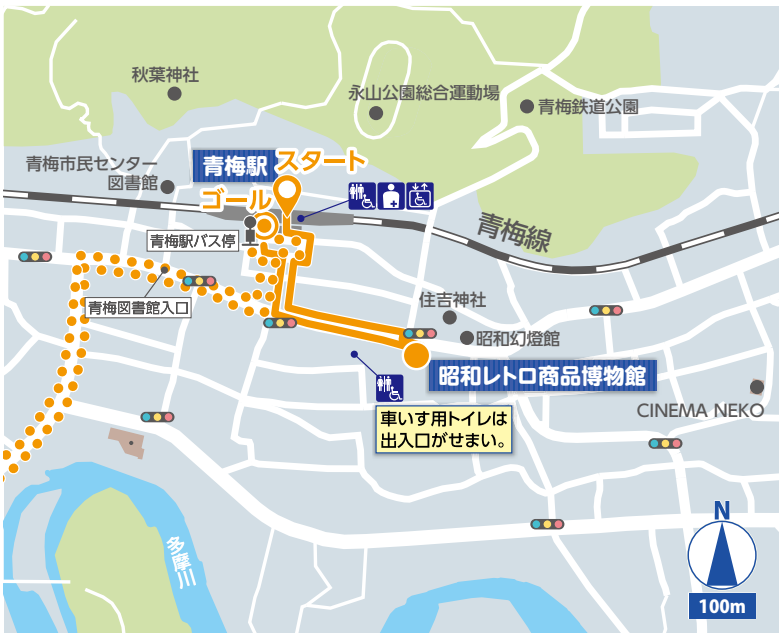 秋葉神社
永山公園総合運動場
青梅鉄道公園
青梅市民センター
図書館
青梅駅
スタート
ゴール
青梅駅バス停
青梅線
青梅図書館入口
住吉神社
昭和幻燈館
昭和レトロ商品博物館
車いす用トイレは
出入口がせまい。
CINEMA NEKO
多摩川
N
100m